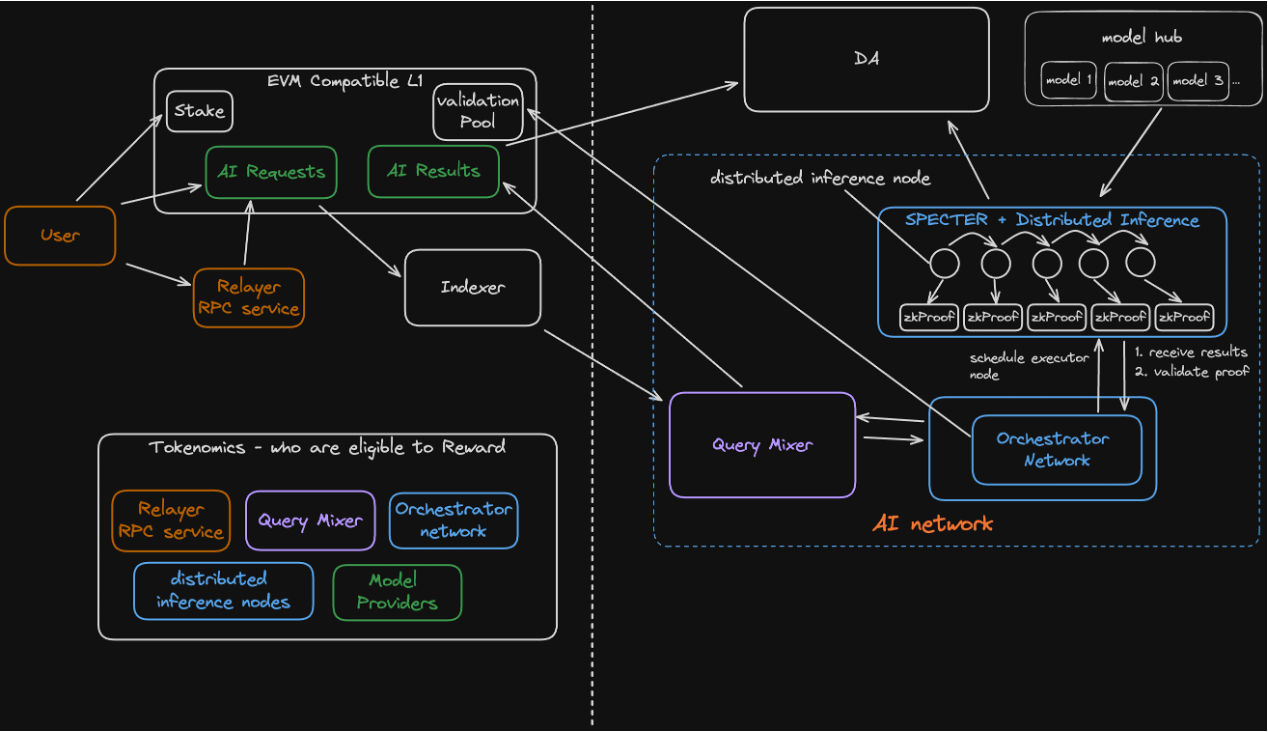 EVM Compatible L1
Stake
validation
Pool
AI Requests
AI Results
User
Relayer
RPC service
Indexer
DA
model hub
model 1
model 2
model 3
...
distributed inference node
SPECTER + Distributed Inference
zkProof
zkProof
zkProof
zkProof
zkProof
schedule executor
node
1. receive results
2. validate proof
Query Mixer
Orchestrator
Network
AI network
Tokenomics - who are eligible to Reward
Relayer
RPC service
Query Mixer
Orchestrator
network
distributed
inference nodes
Model
Providers